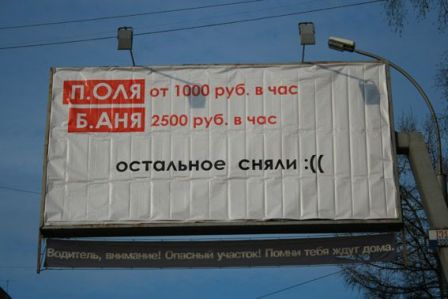 П.ОЛЯ от 1000 руб. в час
Б.АНЯ 2500 руб. в час
остальное сняли :((
Водитель, внимание! Опасный участок! Помни тебя ждут дома.